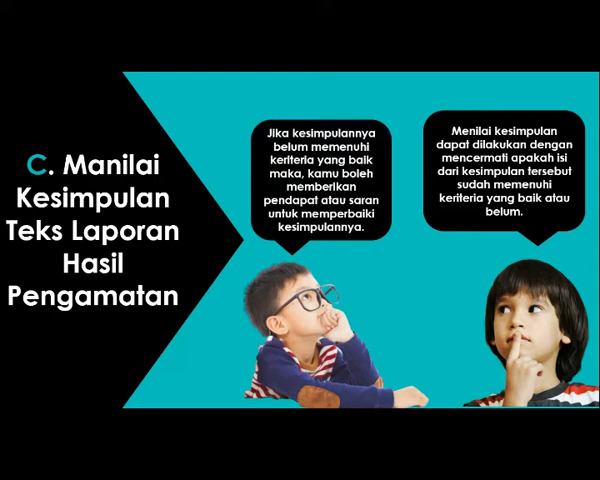 C. Manilai
Kesimpulan
Teks Laporan
Hasil
Pengamatan
Jika kesimpulannya
belum memenuhi
keriteria yang baik
maka, kamu boleh
memberikan
pendapat atau saran
untuk memperbaiki
kesimpulannya.
Menilai kesimpulan
dapat dilakukan dengan
mencermati apakah isi
dari kesimpulan tersebut
sudah memenuhi
keriteria yang baik atau
belum.